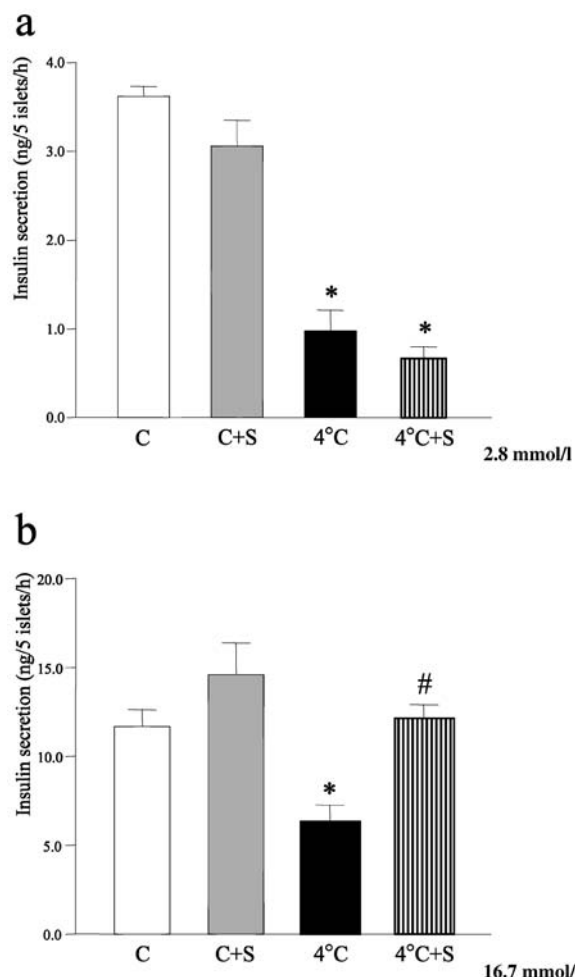 a
Insulin secretion (ng/5 islets/h)
4.0
3.0
2.0
1.0
0.0
*
*
C C+S 4°C 4°C+S
2.8 mmol/l
b
Insulin secretion (ng/5 islets/h)
20.0
15.0
10.0
5.0
0.0
*
#
C C+S 4°C 4°C+S
16.7 mmol/